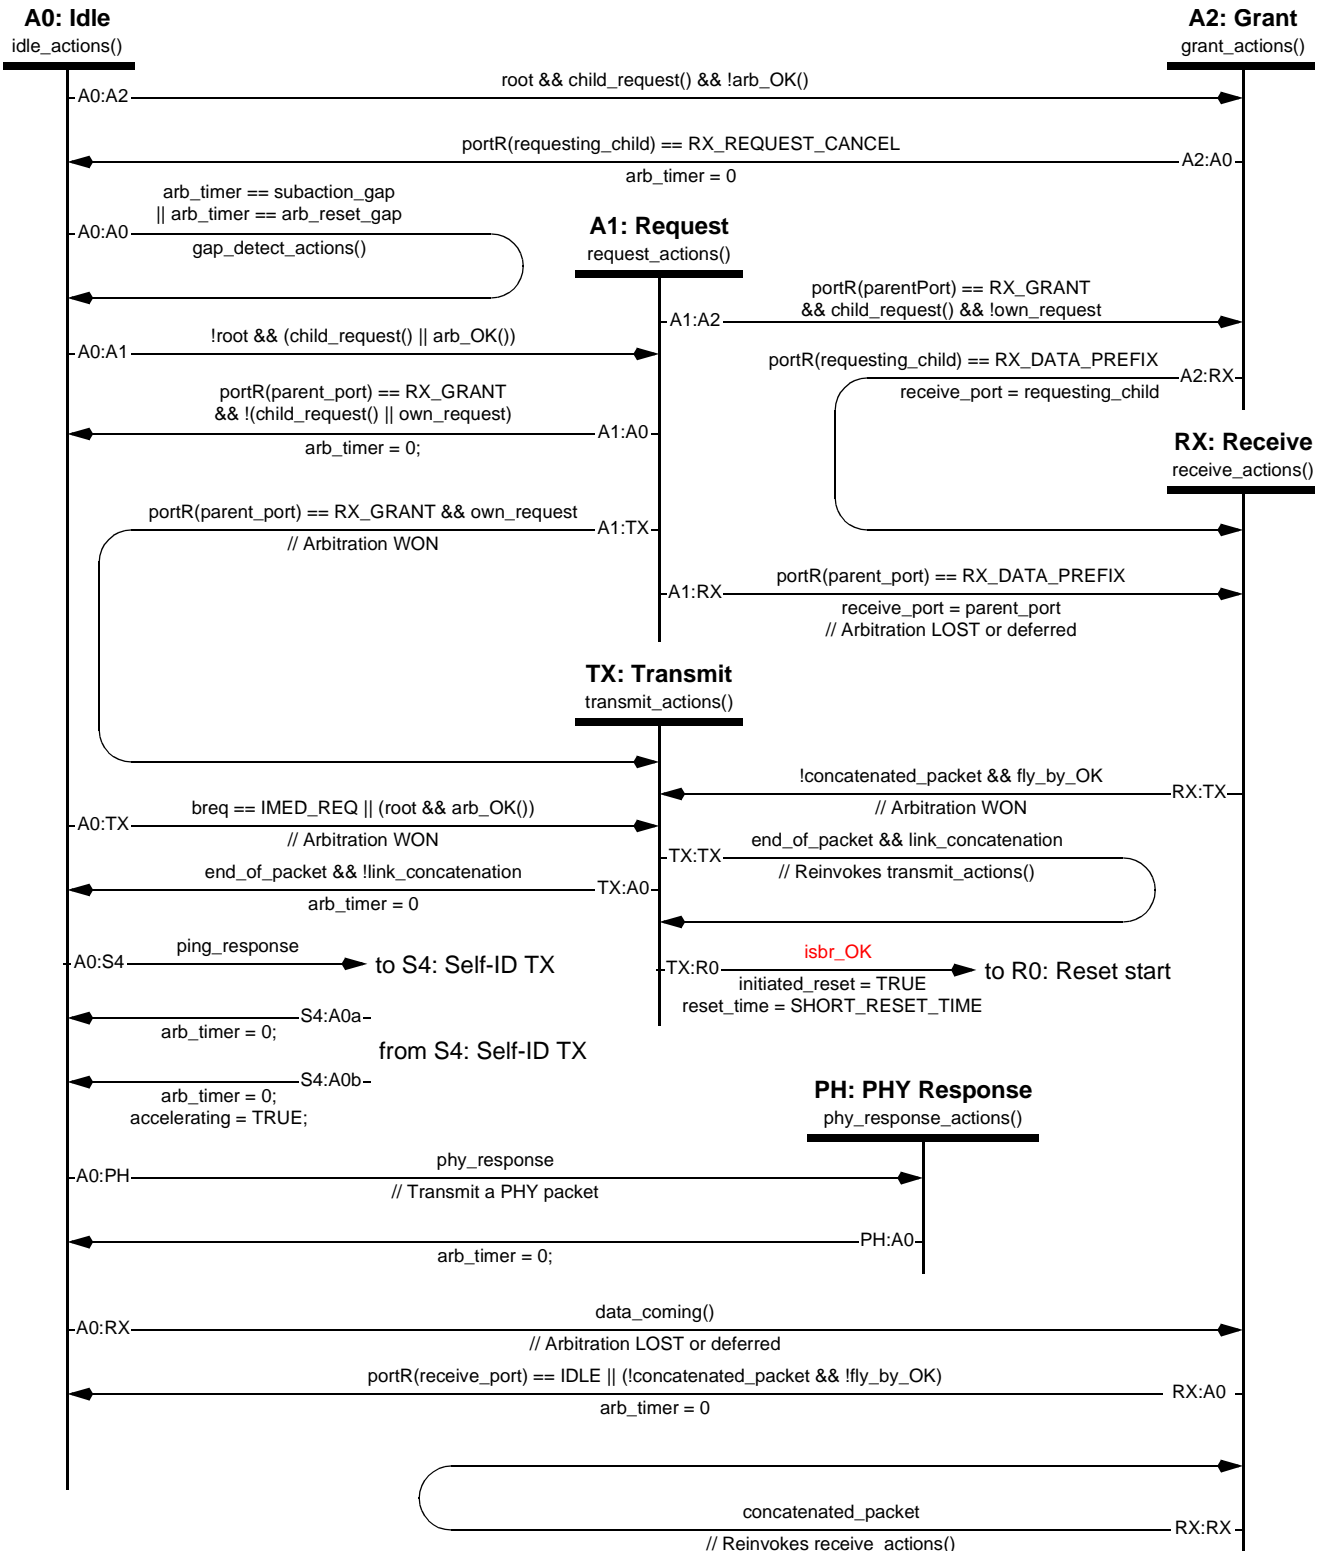 A0: Idle
idle_actions()
A2: Grant
grant_actions()
A0:A2
root && child_request() && !arb_OK()
portR(requesting_child) == RX_REQUEST_CANCEL
A2:A0
arb_timer = 0
arb_timer == subaction_gap
|| arb_timer == arb_reset_gap
A0:A0
gap_detect_actions()
A1: Request
request_actions()
portR(parentPort) == RX_GRANT
&& child_request() && !own_request
A1:A2
!root && (child_request() || arb_OK())
A0:A1
portR(requesting_child) == RX_DATA_PREFIX
A2:RX
receive_port = requesting_child
portR(parent_port) == RX_GRANT
&& !(child_request() || own_request)
A1:A0
arb_timer = 0;
RX: Receive
receive_actions()
portR(parent_port) == RX_GRANT && own_request
A1:TX
// Arbitration WON
portR(parent_port) == RX_DATA_PREFIX
A1:RX
receive_port = parent_port
// Arbitration LOST or deferred
TX: Transmit
transmit_actions()
!concatenated_packet && fly_by_OK
RX:TX
// Arbitration WON
breq == IMED_REQ || (root && arb_OK())
A0:TX
// Arbitration WON
end_of_packet && link_concatenation
TX:TX
// Reinvokes transmit_actions()
end_of_packet && !link_concatenation
TX:A0
arb_timer = 0
ping_response
A0:S4
to S4: Self-ID TX
isbr_OK
TX:R0
to R0: Reset start
initiated_reset = TRUE
reset_time = SHORT_RESET_TIME
S4:A0a
arb_timer = 0;
from S4: Self-ID TX
S4:A0b
arb_timer = 0;
accelerating = TRUE;
PH: PHY Response
phy_response_actions()
phy_response
A0:PH
// Transmit a PHY packet
PH:A0
arb_timer = 0;
data_coming()
A0:RX
// Arbitration LOST or deferred
portR(receive_port) == IDLE || (!concatenated_packet && !fly_by_OK)
RX:A0
arb_timer = 0
concatenated_packet
RX:RX
// Reinvokes receive_actions()